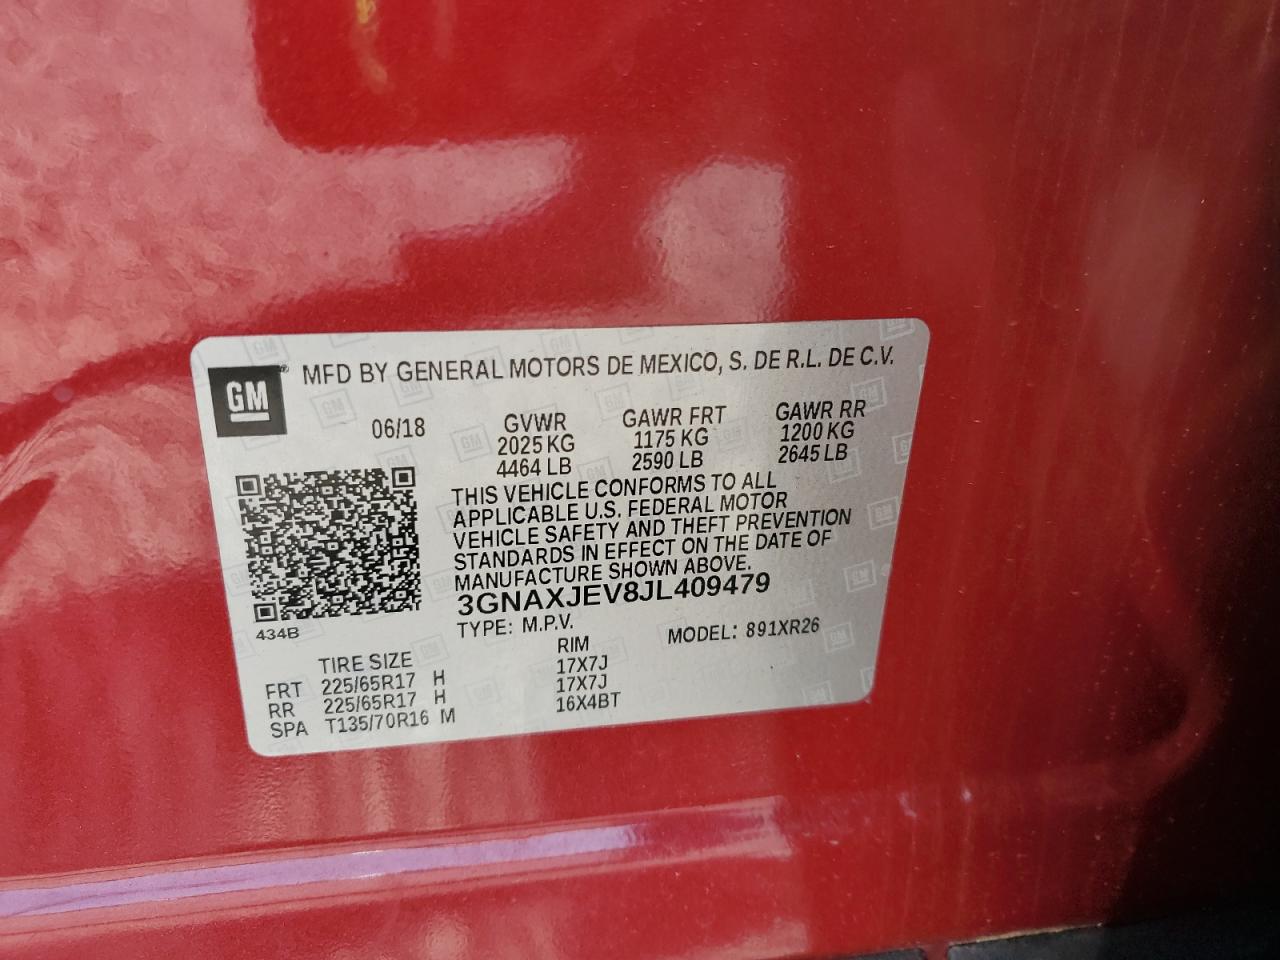 GM
MFD BY GENERAL MOTORS DE MEXICO, S. DE R.L. DE C.V.
06/18 GVWR GAWR FRT GAWR RR
2025 KG 1175 KG 1200 KG
4464 LB 2590 LB 2645 LB
THIS VEHICLE CONFORMS TO ALL
APPLICABLE U.S. FEDERAL MOTOR
VEHICLE SAFETY AND THEFT PREVENTION
STANDARDS IN EFFECT ON THE DATE OF
MANUFACTURE SHOWN ABOVE.
3GNAXJEV8JL409479
434B
TYPE: M.P.V. MODEL: 891XR26
TIRE SIZE RIM
FRT 225/65R17 H 17X7J
RR 225/65R17 H 17X7J
SPA T135/70R16 M 16X4BT